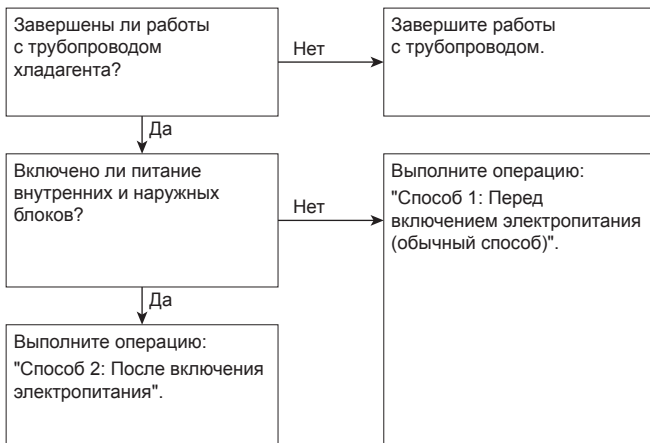 Завершены ли работы
с трубопроводом
хладагента?
Нет
Завершите работы
с трубопроводом.
Да
Включено ли питание
внутренних и наружных
блоков?
Нет
Выполните операцию:
"Способ 1: Перед
включением электропитания
(обычный способ)".
Да
Выполните операцию:
"Способ 2: После включения
электропитания".